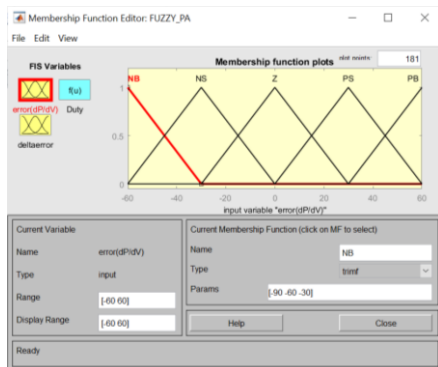 Membership Function Editor: FUZZY_PA
File Edit View
FIS Variables
Membership function plots plot points: 181
f(u)
error(dP/dV) Duty
deltaerror
NB NS Z PS PB
1
0.5
0
-60 -40 -20 0 20 40 60
input variable "error(dP/dV)"
Current Variable
Name error(dP/dV)
Type input
Range [-60 60]
Display Range [-60 60]
Current Membership Function (click on MF to select)
Name NB
Type trimf
Params [-90 -60 -30]
Help Close
Ready